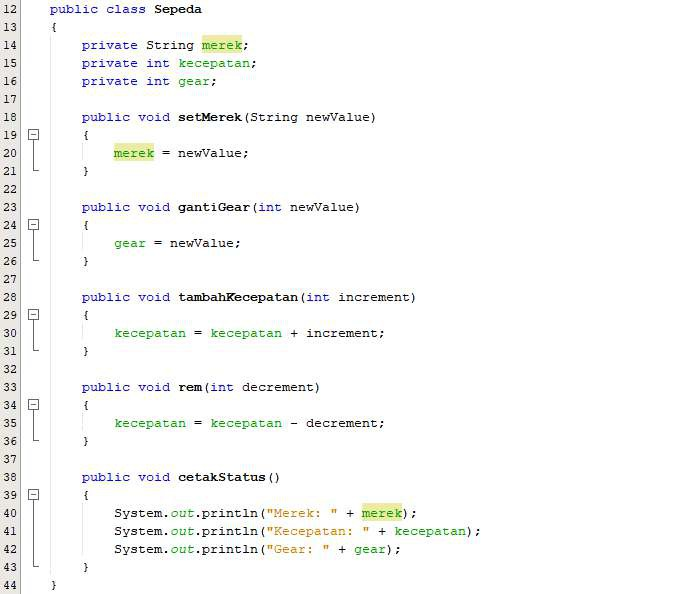 12 public class Sepeda
13 {
14 private String merek;
15 private int kecepatan;
16 private int gear;
17
18 public void setMerek(String newValue)
19 {
20 merek = newValue;
21 }
22
23 public void gantiGear(int newValue)
24 {
25 gear = newValue;
26 }
27
28 public void tambahKecepatan(int increment)
29 {
30 kecepatan = kecepatan + increment;
31 }
32
33 public void rem(int decrement)
34 {
35 kecepatan = kecepatan - decrement;
36 }
37
38 public void cetakStatus()
39 {
40 System.out.println("Merek: " + merek);
41 System.out.println("Kecepatan: " + kecepatan);
42 System.out.println("Gear: " + gear);
43 }
44 }